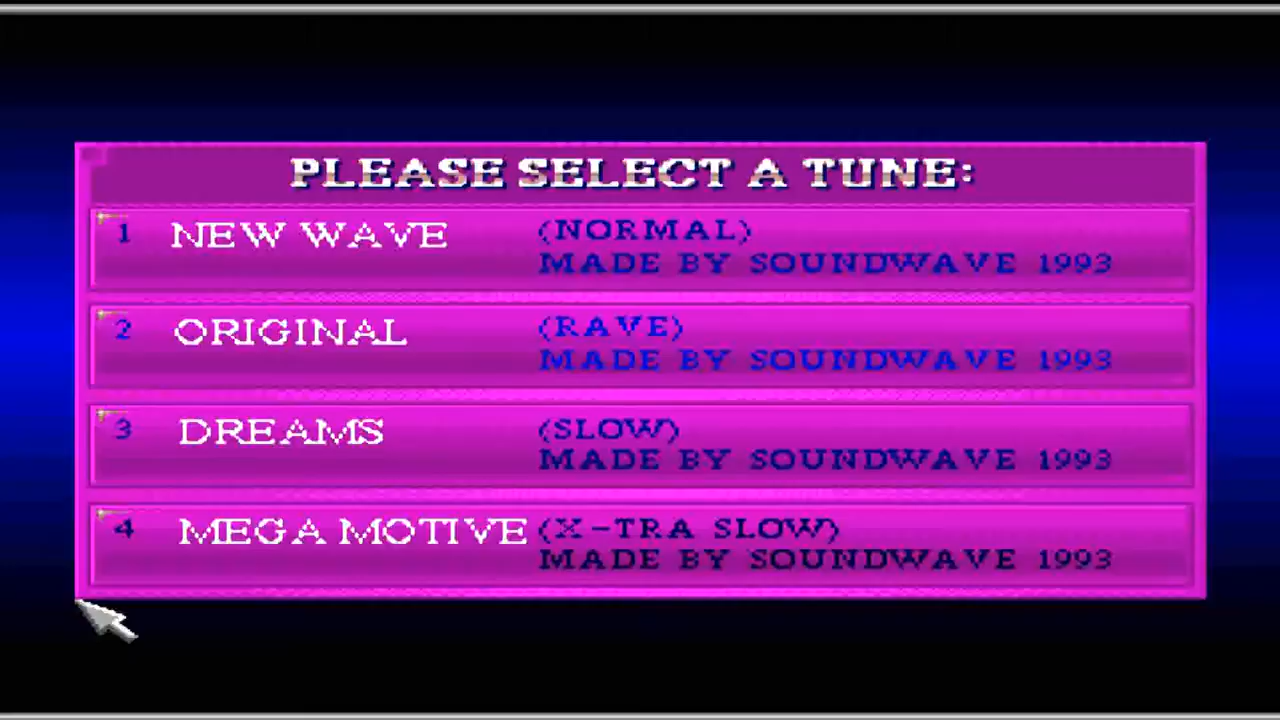 PLEASE SELECT A TUNE:
1 NEW WAVE (NORMAL)
MADE BY SOUNDWAVE 1993
2 ORIGINAL (RAVE)
MADE BY SOUNDWAVE 1993
3 DREAMS (SLOW)
MADE BY SOUNDWAVE 1993
4 MEGA MOTIVE (X-TRA SLOW)
MADE BY SOUNDWAVE 1993